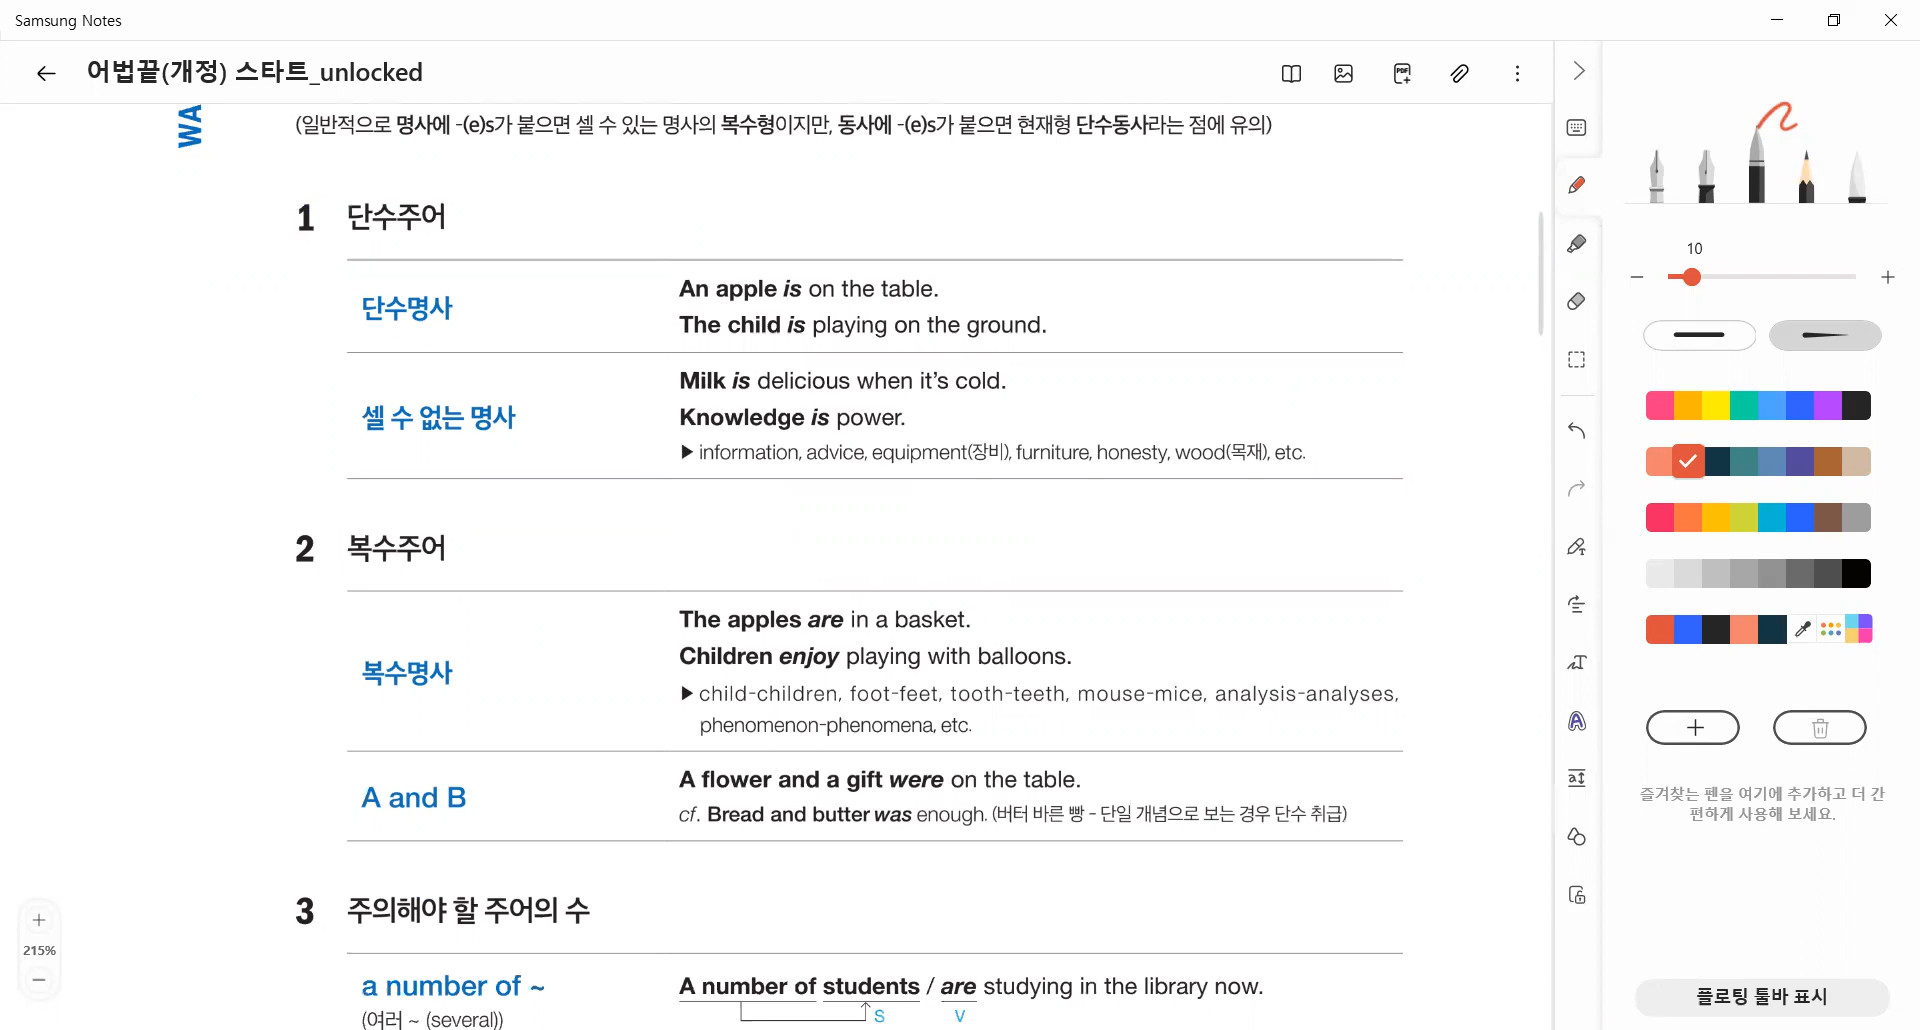 Samsung Notes
어법끝(개정) 스타트_unlocked
WA
(일반적으로 명사에 -(e)s가 붙으면 셀 수 있는 명사의 복수형이지만, 동사에 -(e)s가 붙으면 현재형 단수동사라는 점에 유의)
1 단수주어
단수명사
An apple is on the table.
The child is playing on the ground.
셀 수 없는 명사
Milk is delicious when it's cold.
Knowledge is power.
▶ information, advice, equipment(장비), furniture, honesty, wood(목재), etc.
2 복수주어
복수명사
The apples are in a basket.
Children enjoy playing with balloons.
▶ child-children, foot-feet, tooth-teeth, mouse-mice, analysis-analyses,
phenomenon-phenomena, etc.
A and B
A flower and a gift were on the table.
cf. Bread and butter was enough. (버터 바른 빵 - 단일 개념으로 보는 경우 단수 취급)
3 주의해야 할 주어의 수
a number of ~
(여러 ~ (several))
A number of students / are studying in the library now.
S V
215%
PDF
10
즐겨찾는 펜을 여기에 추가하고 더 간
편하게 사용해 보세요.
플로팅 툴바 표시